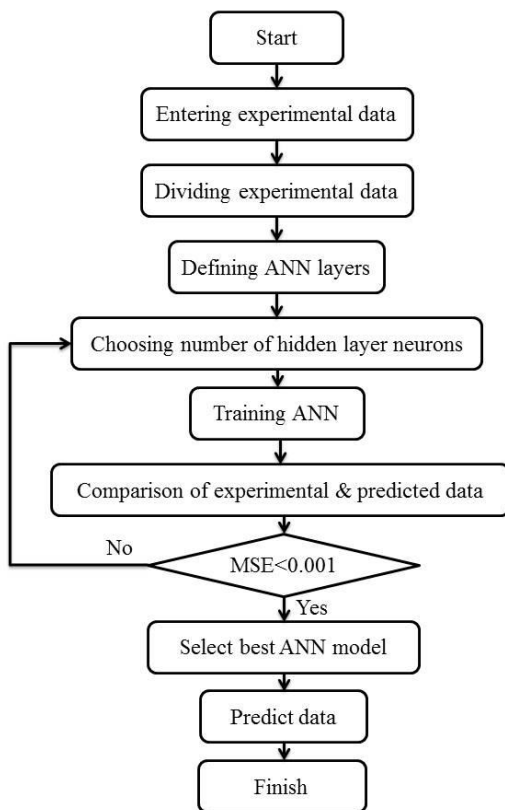 Start
Entering experimental data
Dividing experimental data
Defining ANN layers
Choosing number of hidden layer neurons
Training ANN
Comparison of experimental & predicted data
No
MSE<0.001
Yes
Select best ANN model
Predict data
Finish